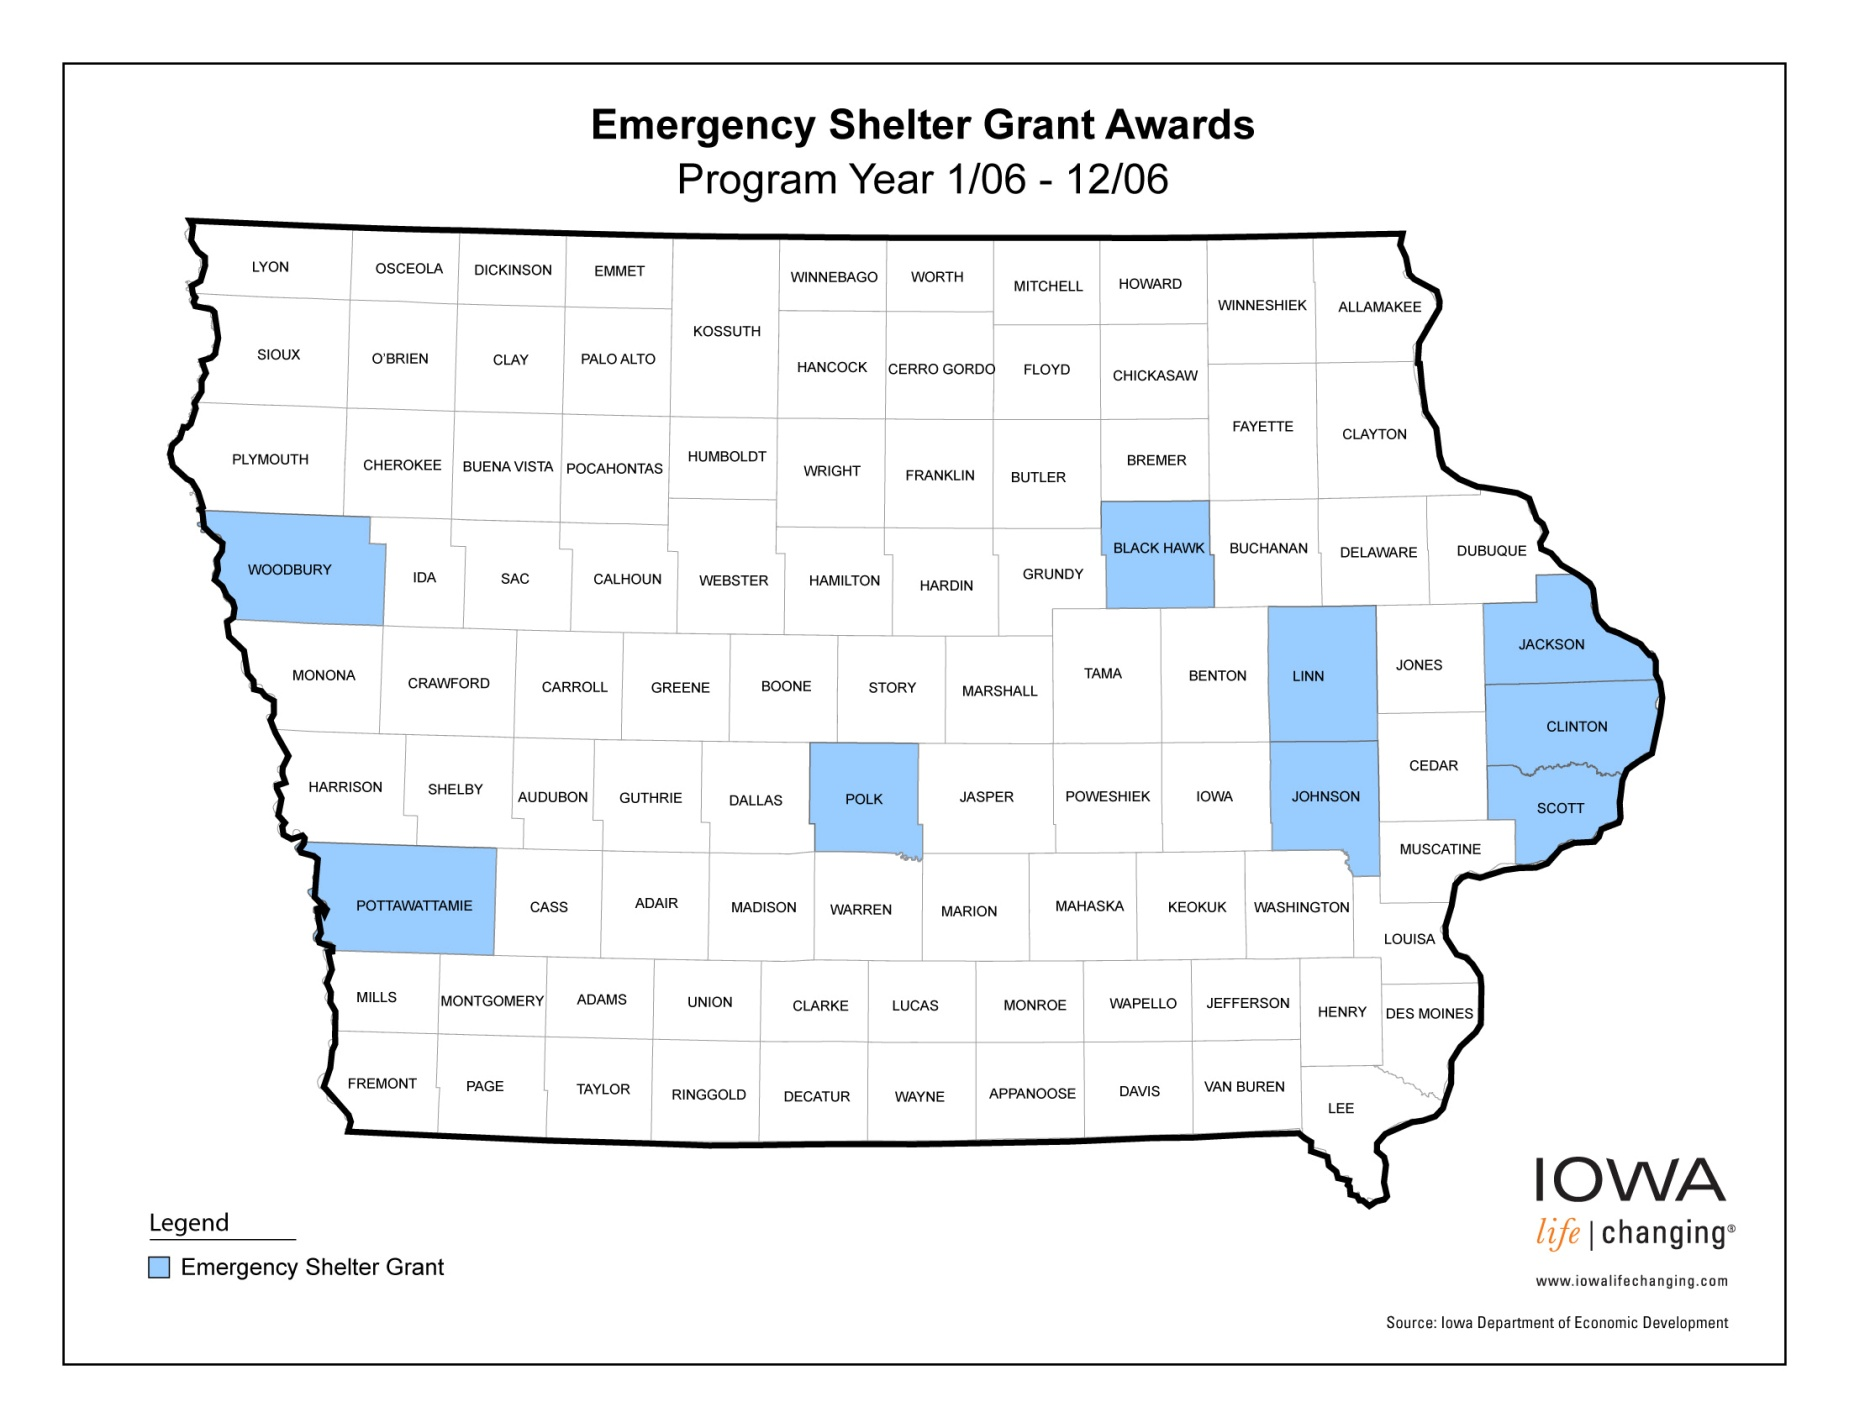 Emergency Shelter Grant Awards
Program Year 1/06 - 12/06
LYON
OSCEOLA
DICKINSON
EMMET
KOSSUTH
WINNEBAGO
WORTH
MITCHELL
HOWARD
WINNESHIEK
ALLAMAKEE
SIOUX
O'BRIEN
CLAY
PALO ALTO
HANCOCK
CERRO GORDO
FLOYD
CHICKASAW
FAYETTE
CLAYTON
PLYMOUTH
CHEROKEE
BUENA VISTA
POCAHONTAS
HUMBOLDT
WRIGHT
FRANKLIN
BUTLER
BREMER
WOODBURY
IDA
SAC
CALHOUN
WEBSTER
HAMILTON
HARDIN
GRUNDY
BLACK HAWK
BUCHANAN
DELAWARE
DUBUQUE
MONONA
CRAWFORD
CARROLL
GREENE
BOONE
STORY
MARSHALL
TAMA
BENTON
LINN
JONES
JACKSON
CLINTON
HARRISON
SHELBY
AUDUBON
GUTHRIE
DALLAS
POLK
JASPER
POWESHIEK
IOWA
JOHNSON
CEDAR
SCOTT
MUSCATINE
POTTAWATTAMIE
CASS
ADAIR
MADISON
WARREN
MARION
MAHASKA
KEOKUK
WASHINGTON
LOUISA
MILLS
MONTGOMERY
ADAMS
UNION
CLARKE
LUCAS
MONROE
WAPELLO
JEFFERSON
HENRY
DES MOINES
FREMONT
PAGE
TAYLOR
RINGGOLD
DECATUR
WAYNE
APPANOOSE
DAVIS
VAN BUREN
LEE
Legend
Emergency Shelter Grant
IOWA
life | changing®
www.iowalifechanging.com
Source: Iowa Department of Economic Development